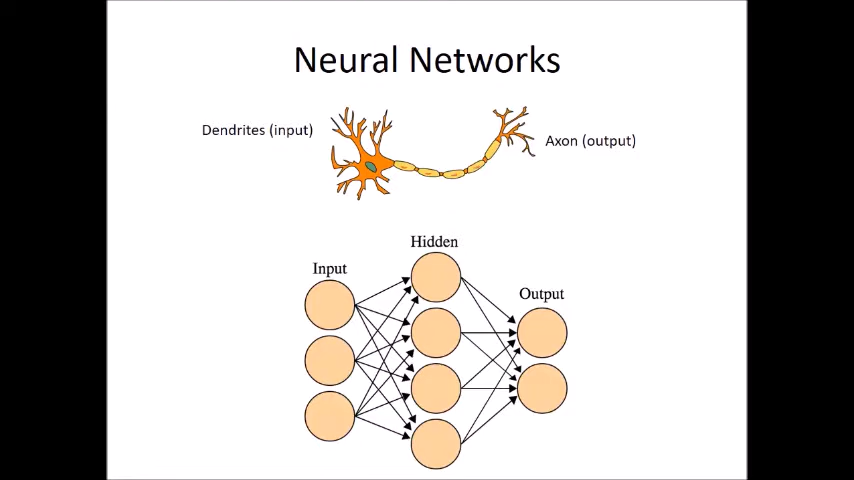 Neural Networks
Dendrites (input)
Axon (output)
Hidden
Input
Output